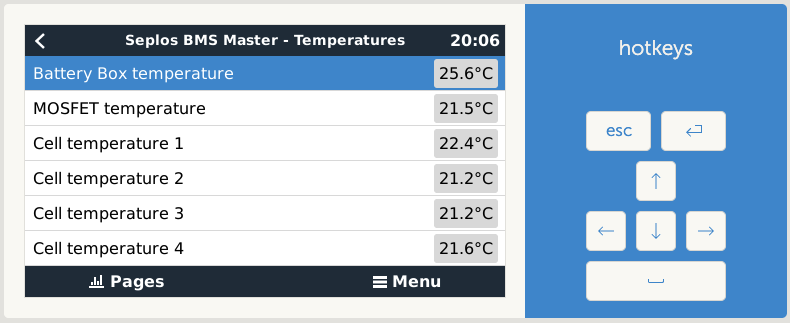 Seplos BMS Master - Temperatures 20:06
Battery Box temperature 25.6°C
MOSFET temperature 21.5°C
Cell temperature 1 22.4°C
Cell temperature 2 21.2°C
Cell temperature 3 21.2°C
Cell temperature 4 21.6°C
Pages Menu
hotkeys
esc